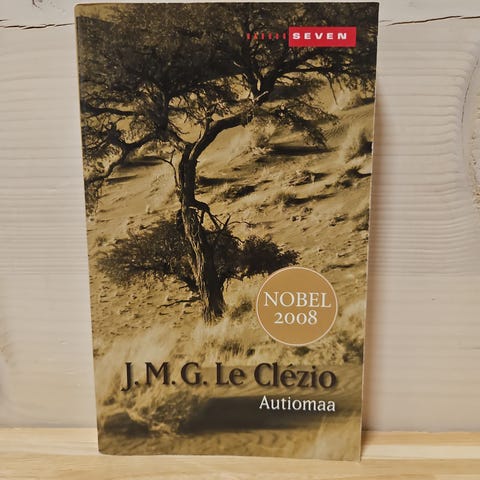 SEVEN
NOBEL
2008
J. M. G. Le Clézio
Autiomaa